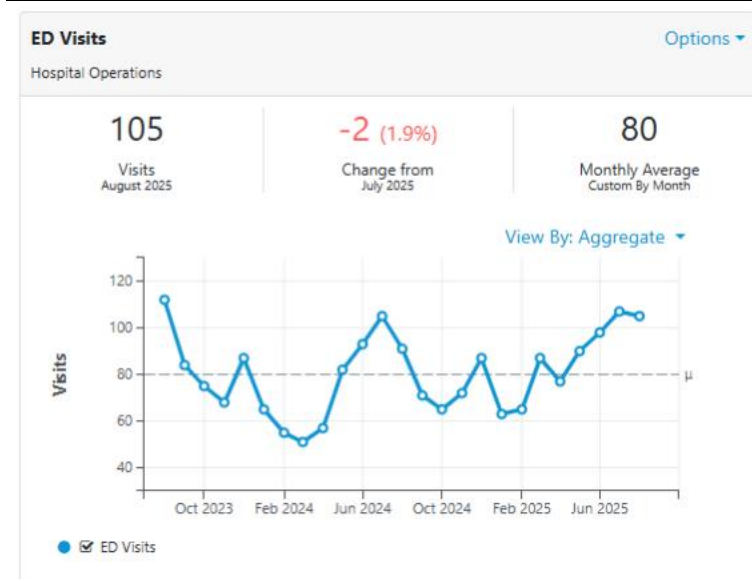 ED Visits
Options
Hospital Operations
105
-2 (1.9%)
80
Visits
August 2025
Change from
July 2025
Monthly Average
Custom By Month
View By: Aggregate
120
100
80
60
40
Visits
μ
Oct 2023
Feb 2024
Jun 2024
Oct 2024
Feb 2025
Jun 2025
ED Visits